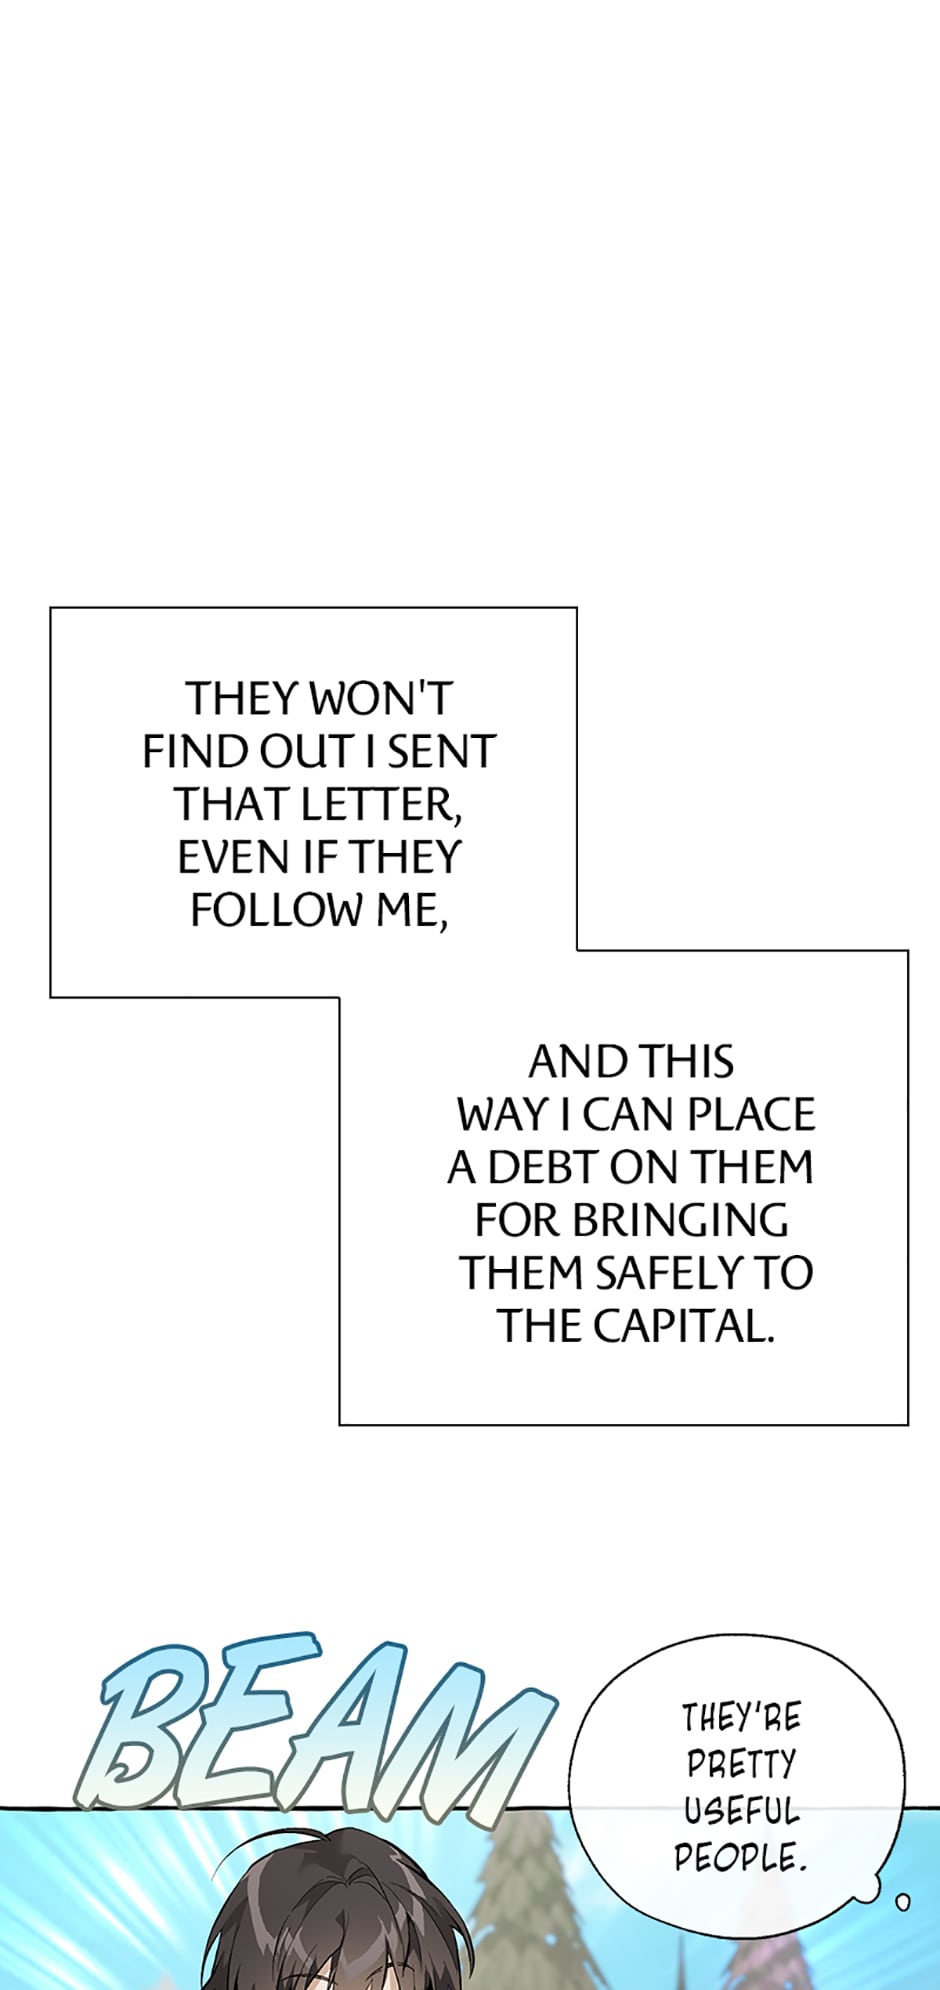 THEY WON'T
FIND OUT I SENT
THAT LETTER,
EVEN IF THEY
FOLLOW ME,
AND THIS
WAY I CAN PLACE
A DEBT ON THEM
FOR BRINGING
THEM SAFELY TO
THE CAPITAL.
BEAM
THEY'RE
PRETTY
USEFUL
PEOPLE.